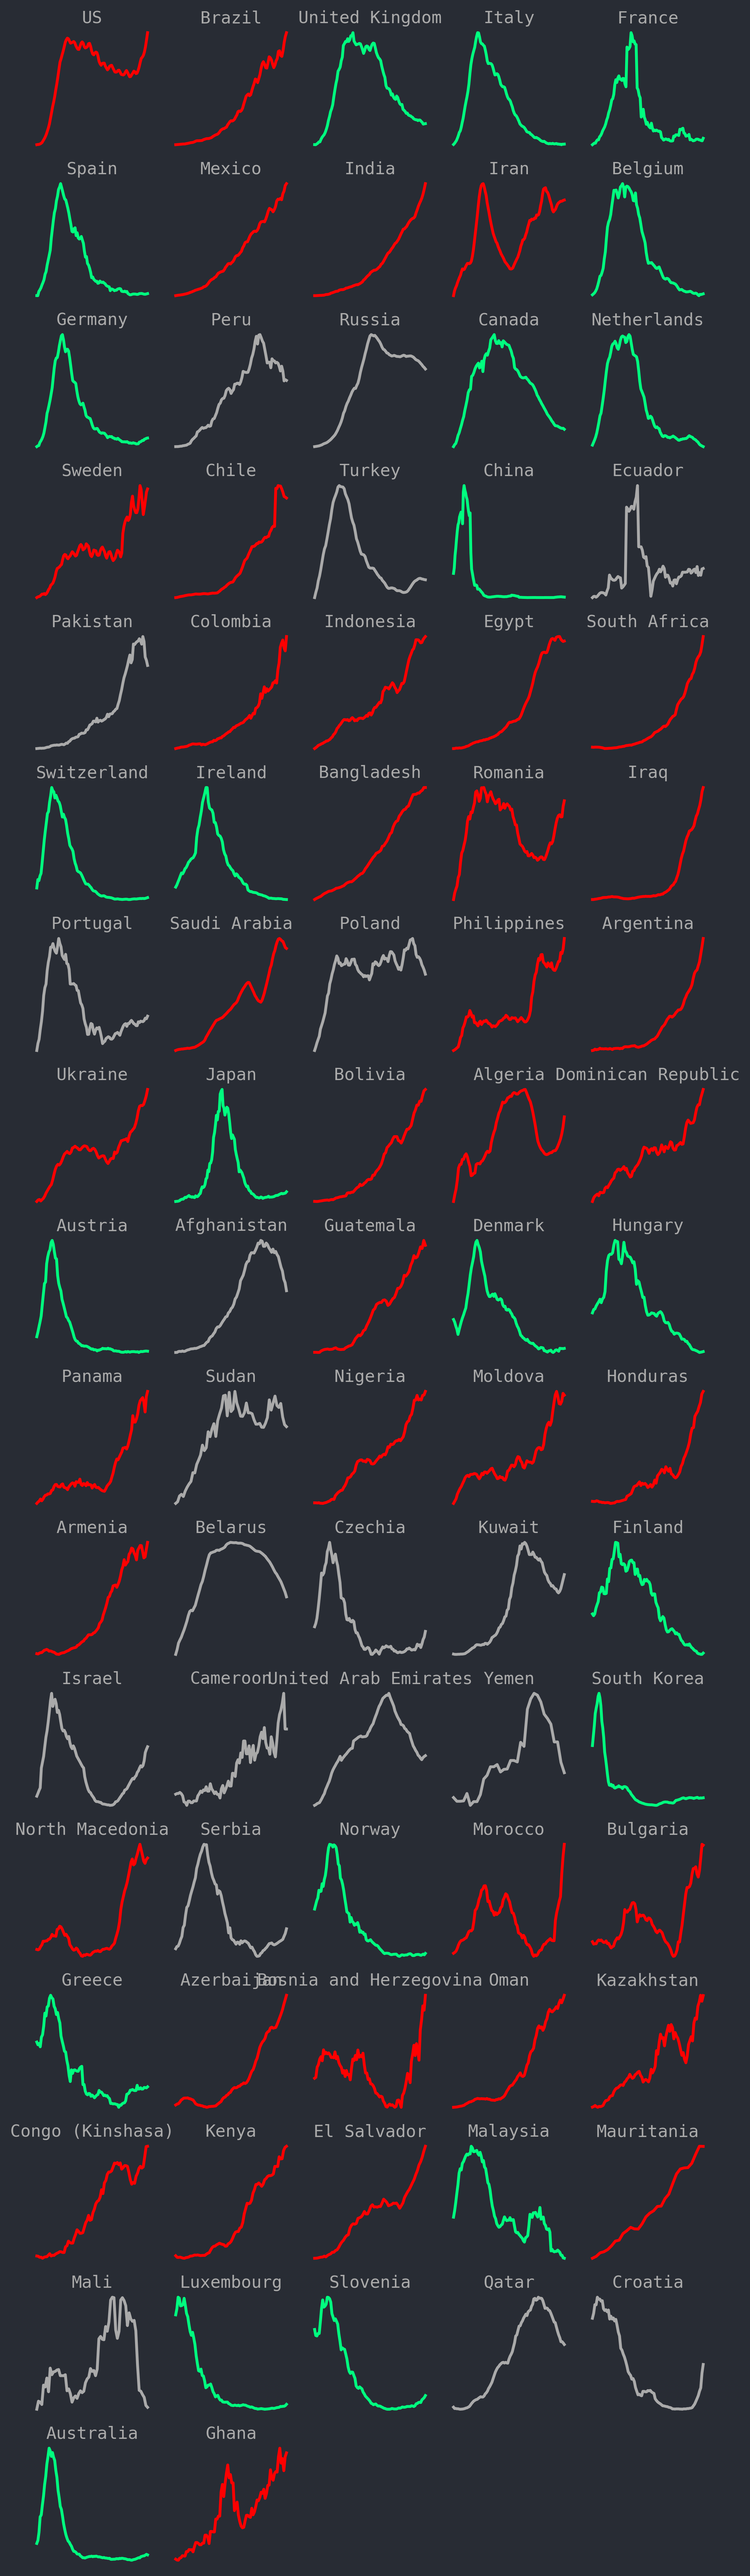 US Brazil United Kingdom Italy France
Spain Mexico India Iran Belgium
Germany Peru Russia Canada Netherlands
Sweden Chile Turkey China Ecuador
Pakistan Colombia Indonesia Egypt South Africa
Switzerland Ireland Bangladesh Romania Iraq
Portugal Saudi Arabia Poland Philippines Argentina
Ukraine Japan Bolivia Algeria Dominican Republic
Austria Afghanistan Guatemala Denmark Hungary
Panama Sudan Nigeria Moldova Honduras
Armenia Belarus Czechia Kuwait Finland
Israel Cameroon United Arab Emirates Yemen South Korea
North Macedonia Serbia Norway Morocco Bulgaria
Greece Azerbaijan Bosnia and Herzegovina Oman Kazakhstan
Congo (Kinshasa) Kenya El Salvador Malaysia Mauritania
Mali Luxembourg Slovenia Qatar Croatia
Australia Ghana